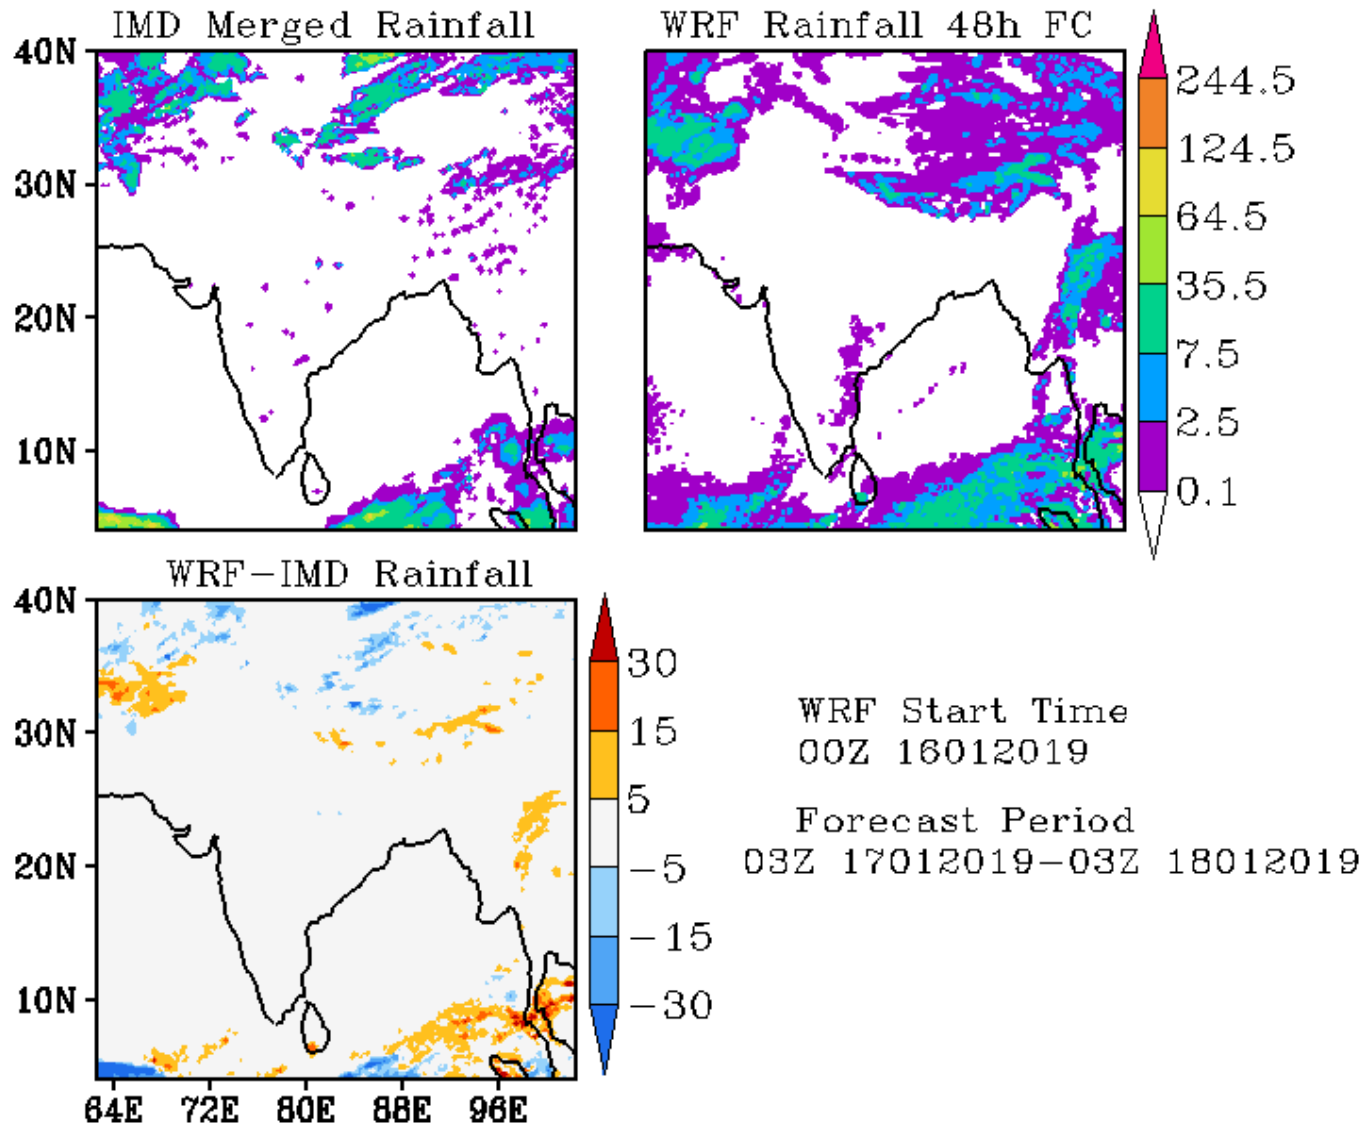 IMD Merged Rainfall
WRF Rainfall 48h FC
40N
30N
20N
10N
244.5
124.5
64.5
35.5
7.5
2.5
0.1
WRF-IMD Rainfall
40N
30N
20N
10N
64E 72E 80E 88E 96E
30
15
5
-5
-15
-30
WRF Start Time
00Z 16012019
Forecast Period
03Z 17012019-03Z 18012019